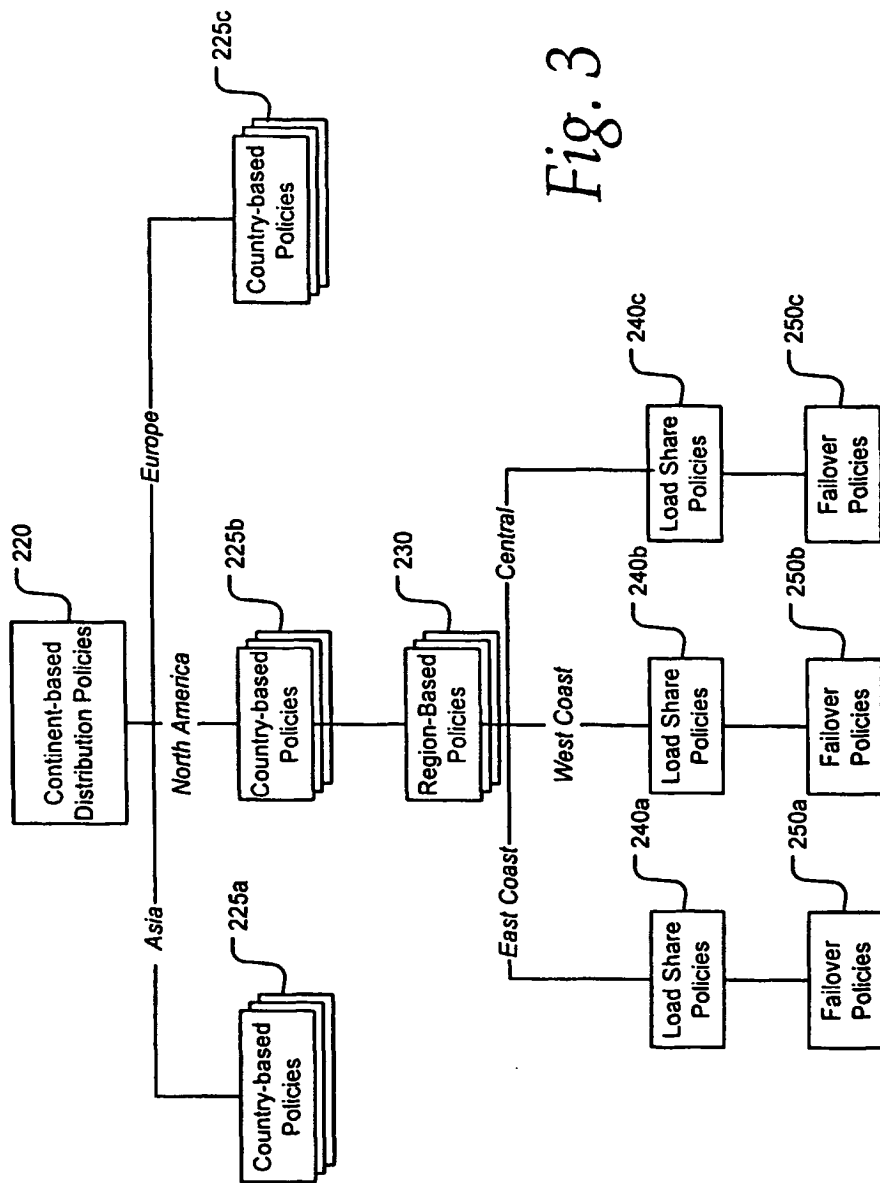 220
Continent-based
Distribution Policies
Asia
North America
Europe
225a
Country-based
Policies
225b
Country-based
Policies
225c
Country-based
Policies
230
Region-Based
Policies
East Coast
West Coast
Central
240a
Load Share
Policies
240b
Load Share
Policies
240c
Load Share
Policies
250a
Failover
Policies
250b
Failover
Policies
250c
Failover
Policies
Fig. 3